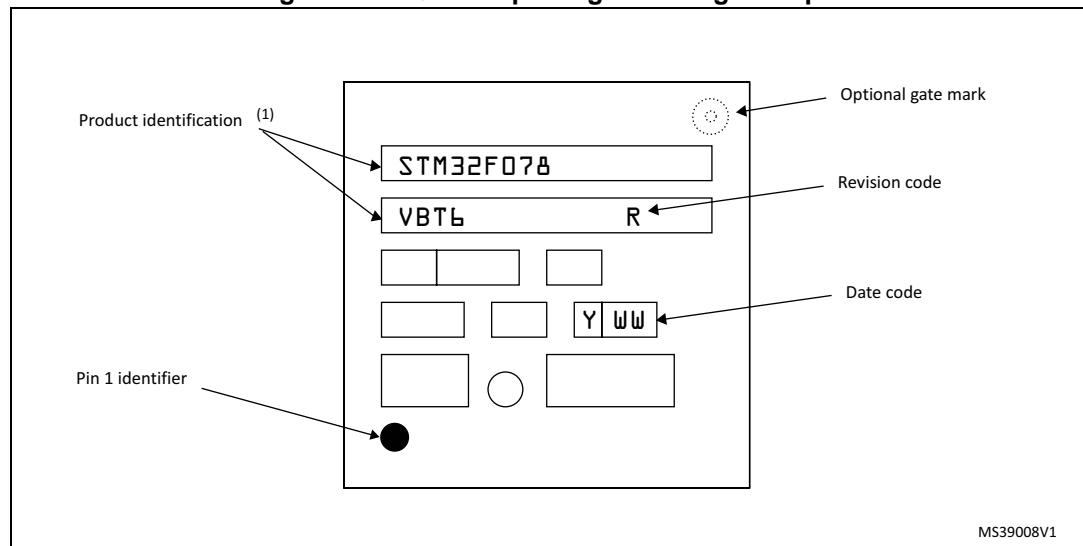 Optional gate mark
Product identification (1)
STM32F078
Revision code
VBT6 R
Date code
Y WW
Pin 1 identifier
MS39008V1